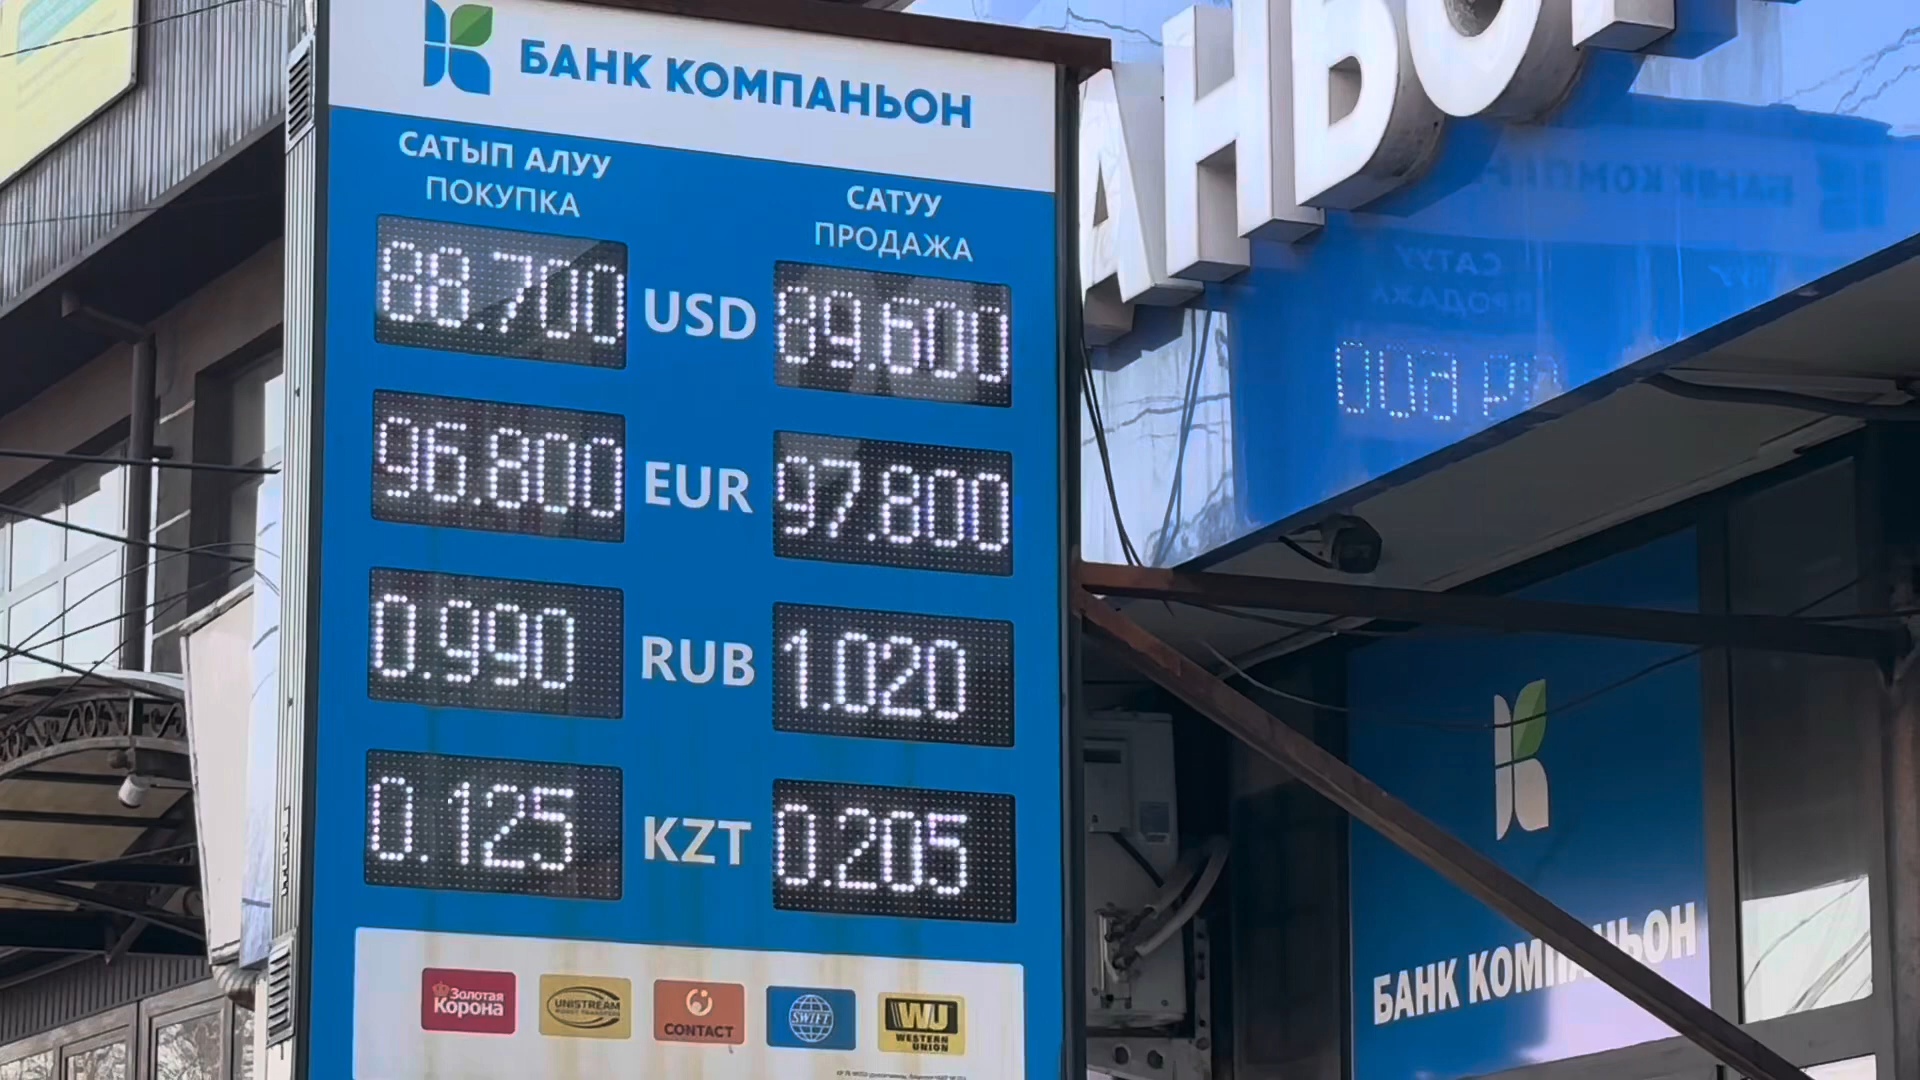 БАНК КОМПАНЬОН
САТЫП АЛУУ
ПОКУПКА
САТУУ
ПРОДАЖА
88.700 USD 89.600
96.800 EUR 97.800
0.990 RUB 1.020
0.125 KZT 0.205
Золотая
Корона
UNISTREAM
CONTACT
SWIFT
WU
WESTERN
UNION
АНЬО
БАНК КОМПАНЬОН